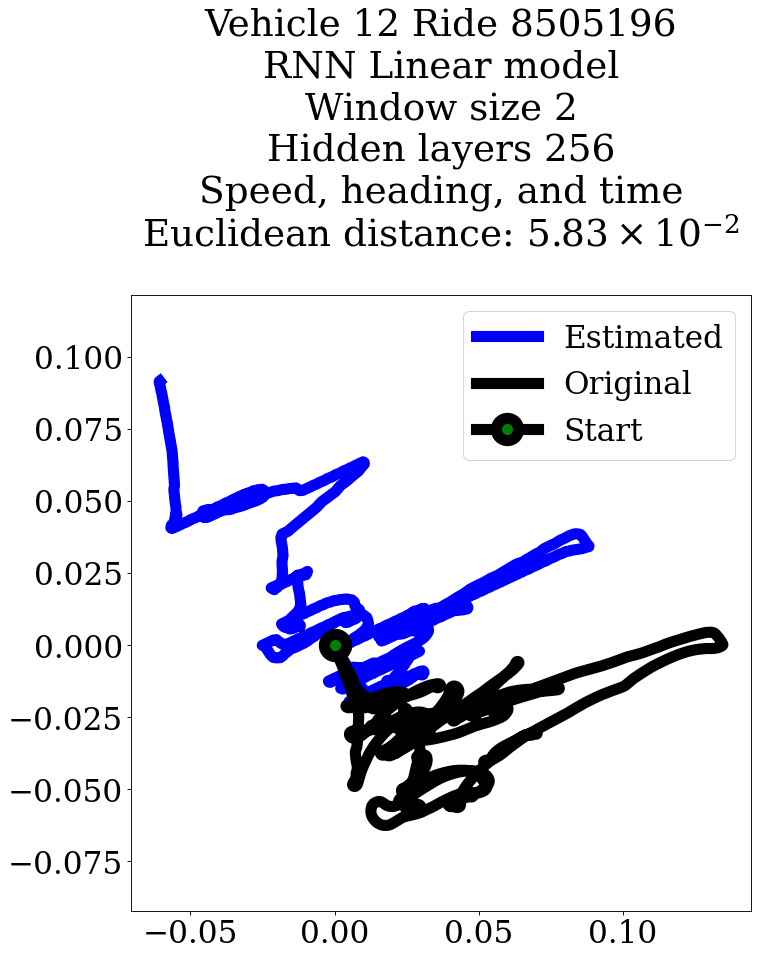 Vehicle 12 Ride 8505196
RNN Linear model
Window size 2
Hidden layers 256
Speed, heading, and time
Euclidean distance: 5.83 × 10⁻²
Estimated
Original
Start
0.100
0.075
0.050
0.025
0.000
−0.025
−0.050
−0.075
−0.05 0.00 0.05 0.10